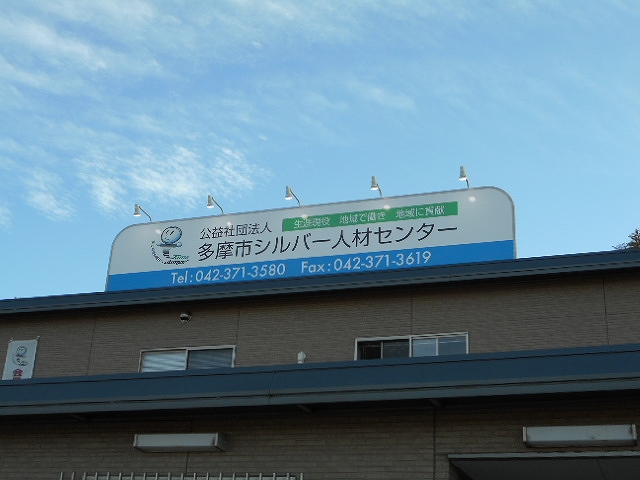 公益社団法人
生涯現役 地域で働き 地域に貢献
多摩市シルバー人材センター
Tel : 042-371-3580 Fax : 042-371-3619
会